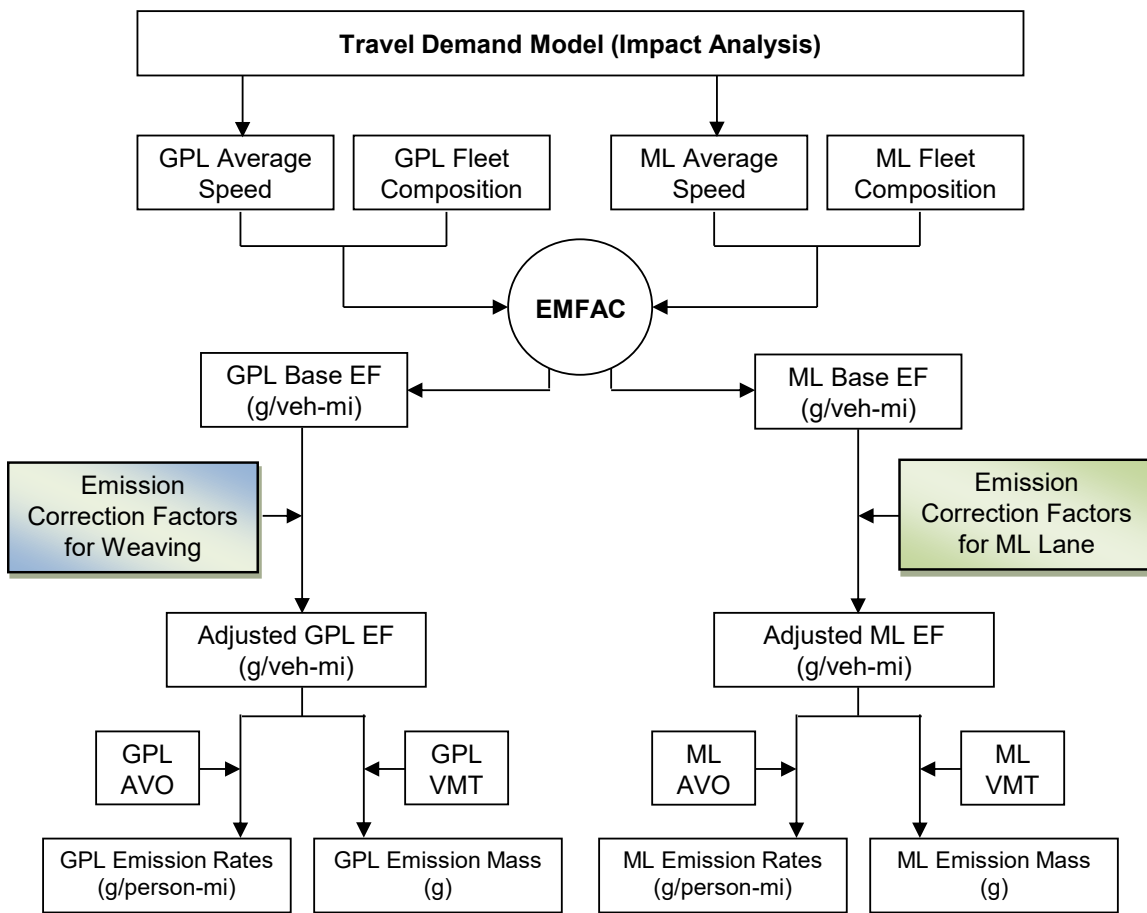 Travel Demand Model (Impact Analysis)
GPL Average
Speed
GPL Fleet
Composition
ML Average
Speed
ML Fleet
Composition
EMFAC
GPL Base EF
(g/veh-mi)
ML Base EF
(g/veh-mi)
Emission
Correction Factors
for Weaving
Emission
Correction Factors
for ML Lane
Adjusted GPL EF
(g/veh-mi)
Adjusted ML EF
(g/veh-mi)
GPL
AVO
GPL
VMT
ML
AVO
ML
VMT
GPL Emission Rates
(g/person-mi)
GPL Emission Mass
(g)
ML Emission Rates
(g/person-mi)
ML Emission Mass
(g)